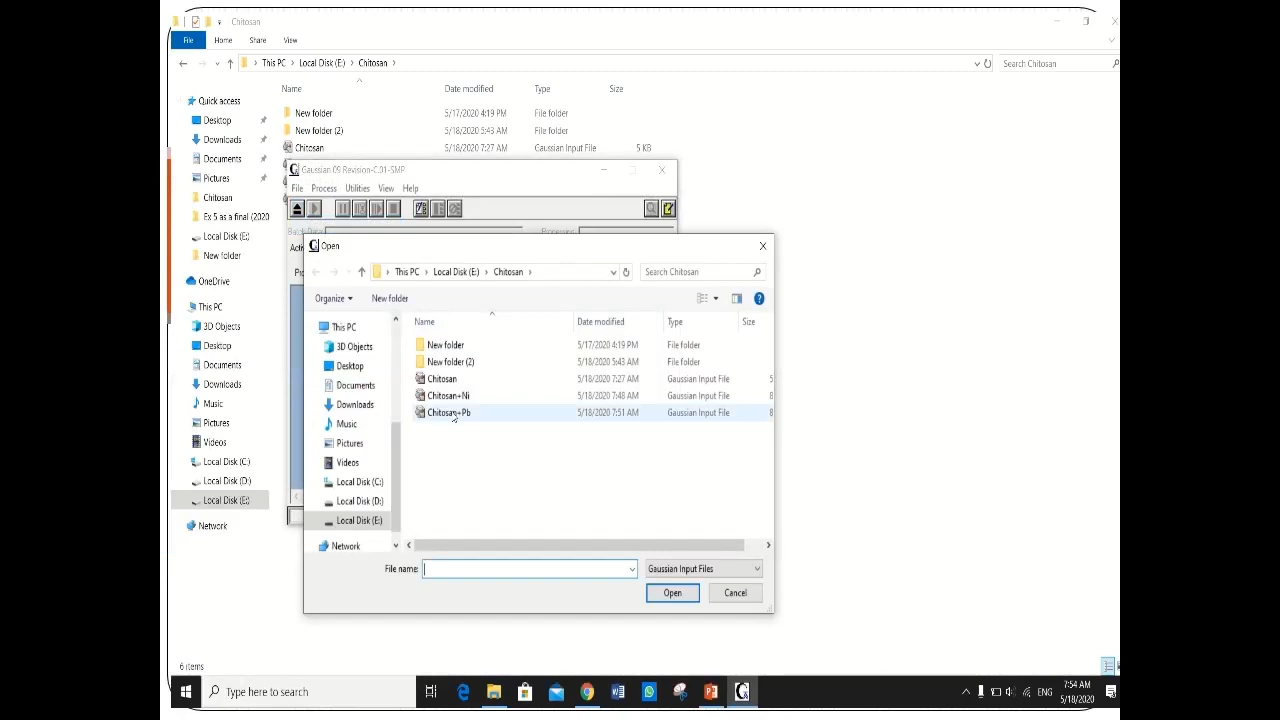 Chitosan
File Home Share View
This PC > Local Disk (E:) > Chitosan >
Search Chitosan
Name Date modified Type Size
Quick access
Desktop
Downloads
Documents
Pictures
Chitosan
Ex 5 as a final (2020
Local Disk (E:)
New folder
OneDrive
This PC
3D Objects
Desktop
Documents
Downloads
Music
Pictures
Videos
Local Disk (C:)
Local Disk (D:)
Local Disk (E:)
Network
New folder 5/17/2020 4:19 PM File folder
New folder (2) 5/18/2020 5:43 AM File folder
Chitosan 5/18/2020 7:27 AM Gaussian Input File 5 KB
Gaussian 09 Revision-C.01-SMP
File Process Utilities View Help
Open
This PC > Local Disk (E:) > Chitosan >
Search Chitosan
Organize New folder
This PC
3D Objects
Desktop
Documents
Downloads
Music
Pictures
Videos
Local Disk (C:)
Local Disk (D:)
Local Disk (E:)
Network
Name Date modified Type Size
New folder 5/17/2020 4:19 PM File folder
New folder (2) 5/18/2020 5:43 AM File folder
Chitosan 5/18/2020 7:27 AM Gaussian Input File 5
Chitosan+Ni 5/18/2020 7:48 AM Gaussian Input File 8
Chitosan+Pb 5/18/2020 7:51 AM Gaussian Input File 8
File name: Gaussian Input Files
Open Cancel
6 items
Type here to search
ENG
7:54 AM
5/18/2020